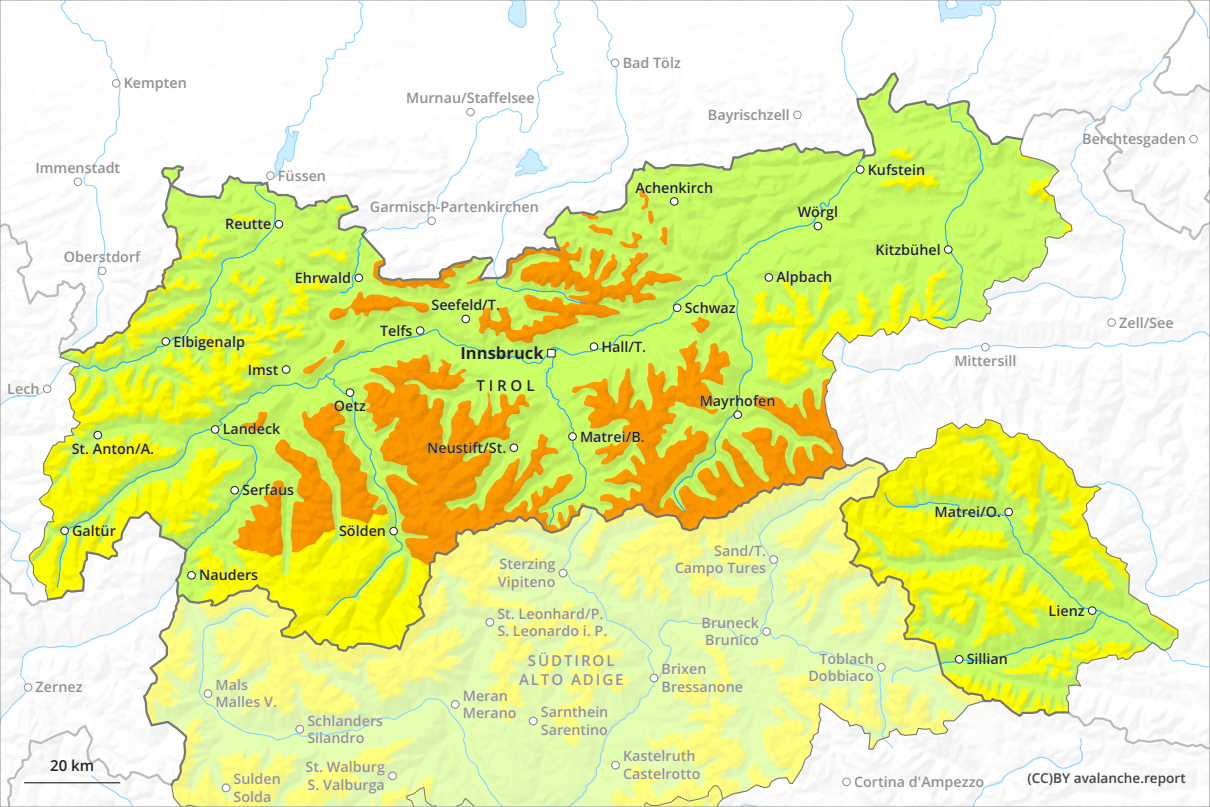 Kempten
Bad Tölz
Murnau/Staffelsee
Bayrischzell
Berchtesgaden
Immenstadt
Füssen
Kufstein
Achenkirch
Garmisch-Partenkirchen
Wörgl
Reutte
Kitzbühel
Oberstdorf
Ehrwald
Alpbach
Seefeld/T.
Schwaz
Telfs
Zell/See
Elbigenalp
Innsbruck
Hall/T.
Mittersill
Imst
TIROL
Lech
Oetz
Mayrhofen
Landeck
Matrei/B.
St. Anton/A.
Neustift/St.
Serfaus
Galtür
Sölden
Matrei/O.
Sterzing
Vipiteno
Sand/T.
Campo Tures
Nauders
St. Leonhard/P.
S. Leonardo i. P.
Bruneck
Brunico
Lienz
SÜDTIROL
ALTO ADIGE
Toblach
Dobbiaco
Sillian
Brixen
Bressanone
Zernez
Mals
Malles V.
Meran
Merano
Sarnthein
Sarentino
Schlanders
Silandro
Kastelruth
Castelrotto
St. Walburg
S. Valburga
Sulden
Solda
20 km
Cortina d'Ampezzo
(CC)BY avalanche.report